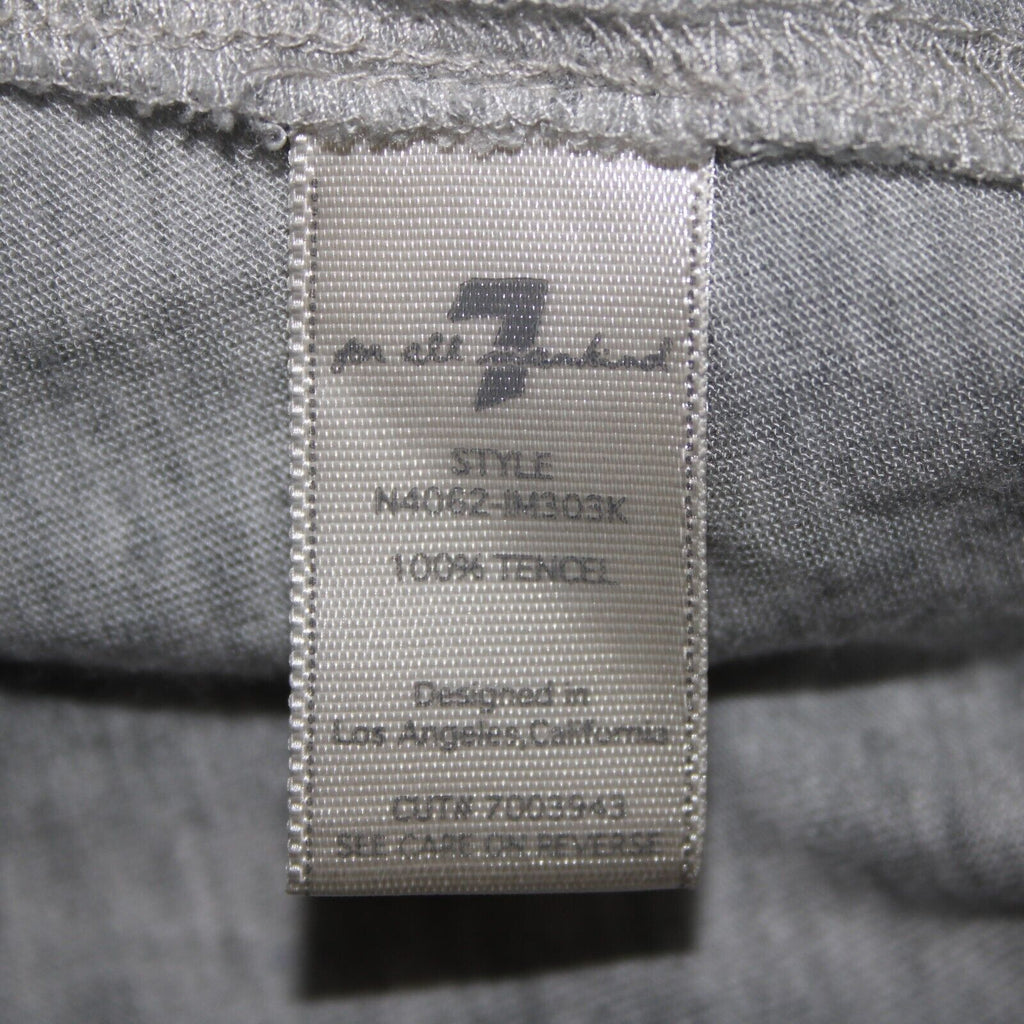 7
for all mankind
STYLE
N4062-IM303K
100% TENCEL
Designed in
Los Angeles, California
CUT# 7003943
SEE CARE ON REVERSE